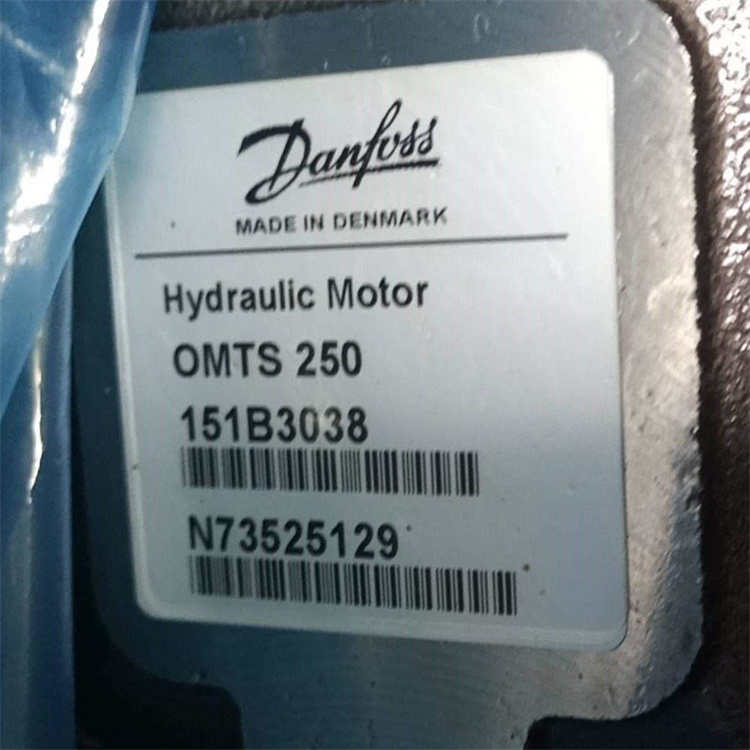 Danfoss
MADE IN DENMARK
Hydraulic Motor
OMTS 250
151B3038
N73525129